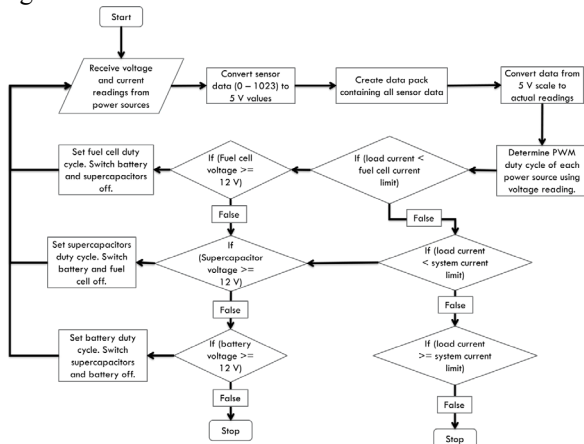 Start
Receive voltage
and current
readings from
power sources
Convert sensor
data (0 – 1023) to
5 V values
Create data pack
containing all sensor data
Convert data from
5 V scale to
actual readings
Set fuel cell duty
cycle. Switch battery
and supercapacitors
off.
If (Fuel cell
voltage >=
12 V)
If (load current <
fuel cell current
limit)
Determine PWM
duty cycle of each
power source using
voltage reading.
False
False
Set supercapacitors
duty cycle. Switch
battery and fuel
cell off.
If
(Supercapacitor
voltage >=
12 V)
If (load current
< system current
limit)
False
False
Set battery duty
cycle. Switch
supercapacitors
and battery off.
If (battery
voltage >=
12 V)
If (load current
>= system current
limit)
False
False
Stop
Stop